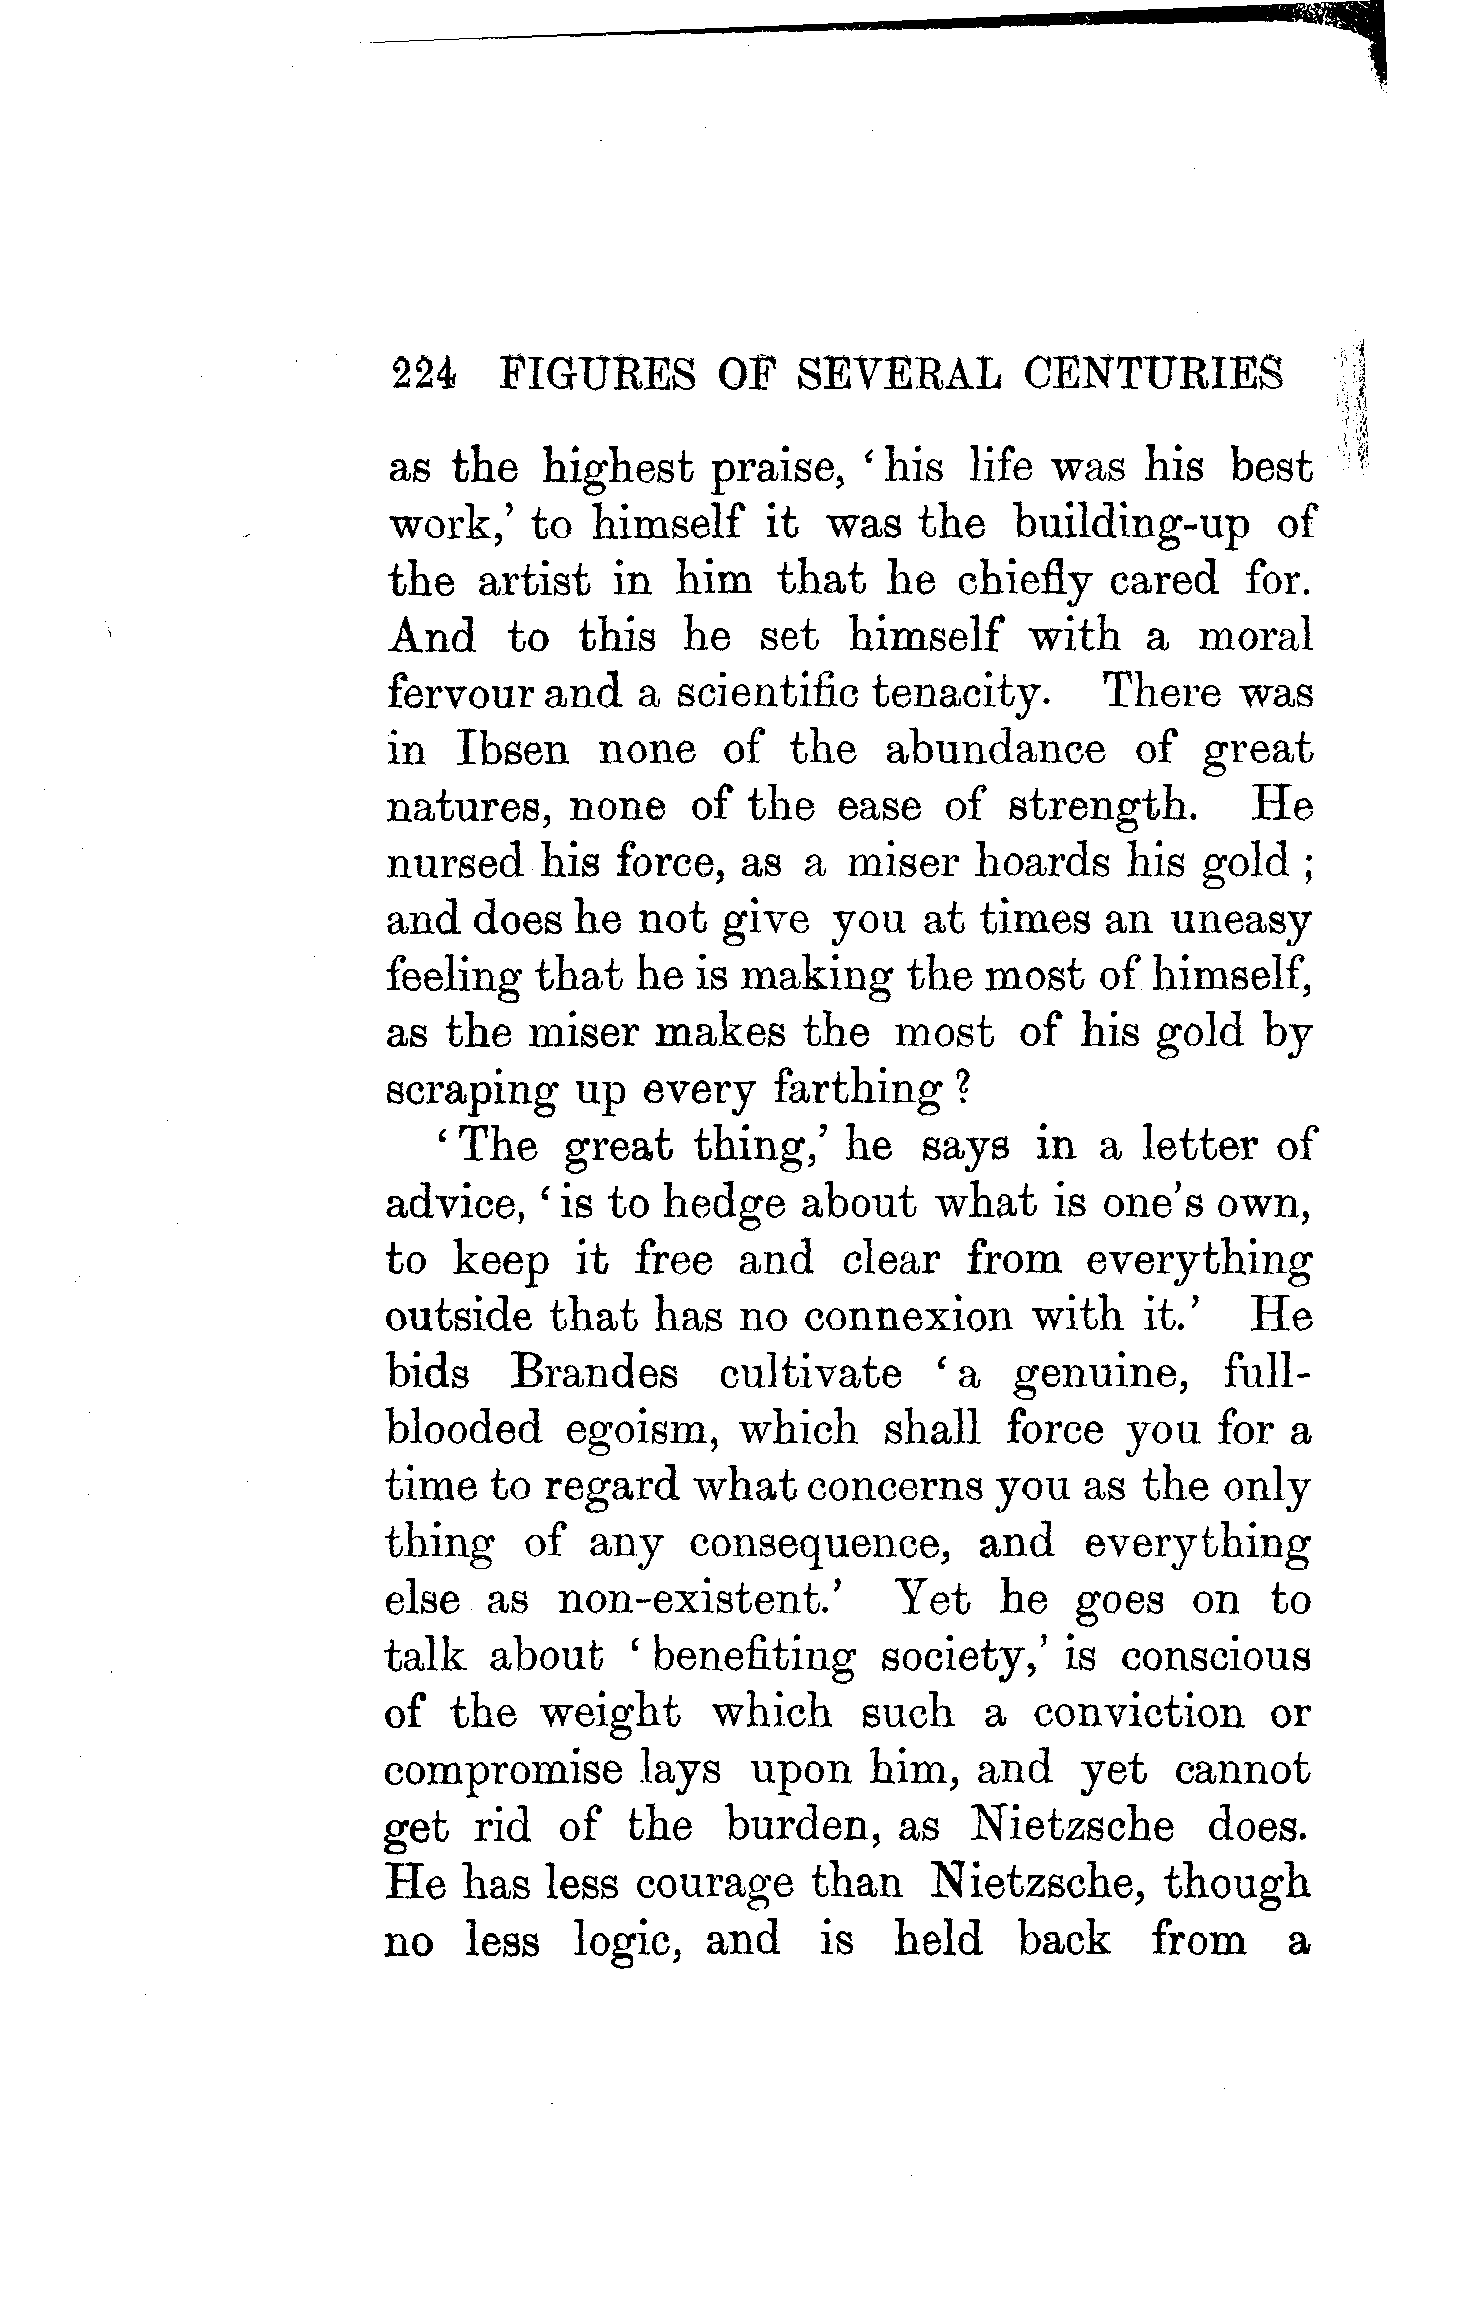 224 FIGURES OF SEVERAL CENTURIES
as the highest praise, ‘his life was his best
work,’ to himself it was the building-up of
the artist in him that he chiefly cared for.
And to this he set himself with a moral
fervour and a scientific tenacity. There was
in Ibsen none of the abundance of great
natures, none of the ease of strength. He
nursed his force, as a miser hoards his gold ;
and does he not give you at times an uneasy
feeling that he is making the most of himself,
as the miser makes the most of his gold by
scraping up every farthing ?
‘The great thing,’ he says in a letter of
advice, ‘is to hedge about what is one’s own,
to keep it free and clear from everything
outside that has no connexion with it.’ He
bids Brandes cultivate ‘a genuine, full-
blooded egoism, which shall force you for a
time to regard what concerns you as the only
thing of any consequence, and everything
else as non-existent.’ Yet he goes on to
talk about ‘benefiting society,’ is conscious
of the weight which such a conviction or
compromise lays upon him, and yet cannot
get rid of the burden, as Nietzsche does.
He has less courage than Nietzsche, though
no less logic, and is held back from a